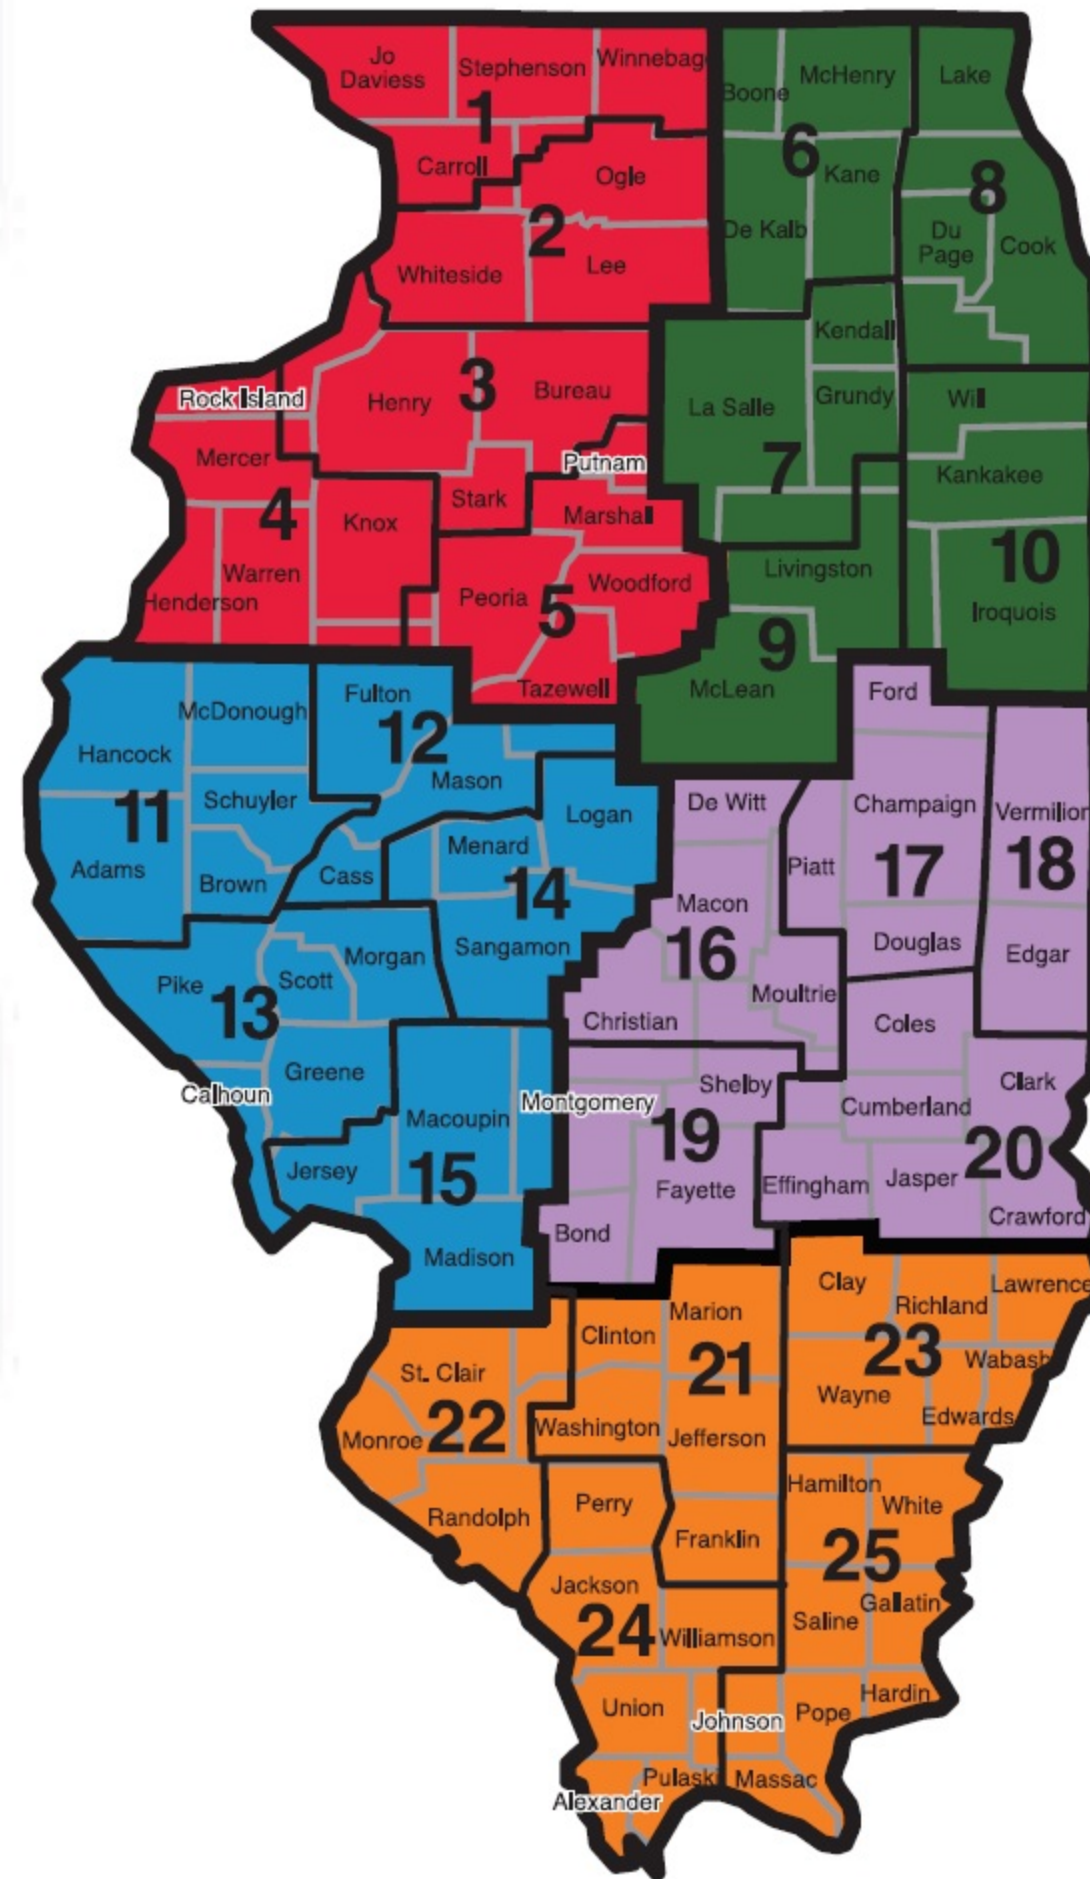 Jo
Daviess
Stephenson
Winnebag
1
Carroll
Ogle
2
Whiteside
Lee
Boone
McHenry
Lake
6
Kane
8
De Kalb
Du
Page
Cook
Kendall
Rock Island
Henry
3
Bureau
La Salle
Grundy
Will
Mercer
Putnam
7
Kankakee
4
Knox
Stark
Marshall
Warren
Henderson
Peoria
5
Woodford
Livingston
10
Iroquois
Tazewell
9
McLean
Ford
McDonough
Fulton
12
Hancock
Mason
Schuyler
11
Logan
Adams
Brown
Cass
Menard
14
De Witt
Champaign
Vermilion
Piatt
17
18
Macon
Sangamon
Morgan
Scott
Pike
13
16
Douglas
Edgar
Moultrie
Christian
Coles
Greene
Calhoun
Macoupin
Montgomery
Shelby
19
Cumberland
Clark
20
Jersey
15
Fayette
Effingham
Jasper
Crawford
Madison
Bond
Clay
Lawrence
Marion
Richland
Clinton
21
23
Wabash
St. Clair
22
Wayne
Edwards
Monroe
Washington
Jefferson
Hamilton
White
Randolph
Perry
Franklin
25
Jackson
24
Williamson
Saline
Gallatin
Union
Johnson
Pope
Hardin
Pulaski
Massac
Alexander